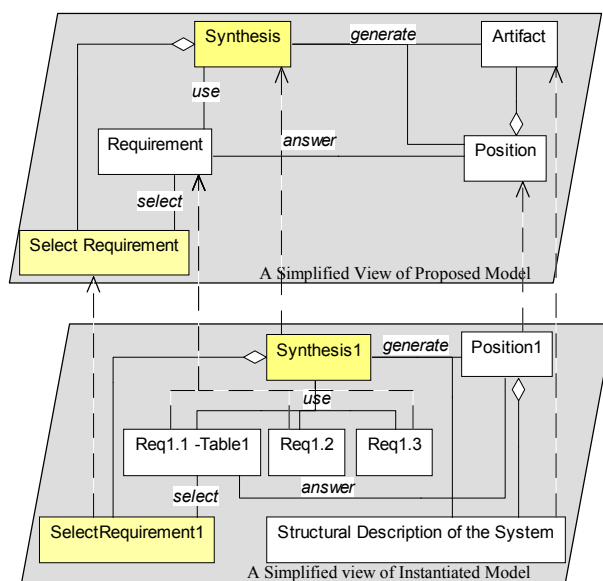 Synthesis
generate
Artifact
use
Requirement
answer
Position
select
Select Requirement
A Simplified View of Proposed Model
Synthesis1
generate
Position1
use
Req1.1 -Table1
Req1.2
Req1.3
select
answer
SelectRequirement1
Structural Description of the System
A Simplified view of Instantiated Model